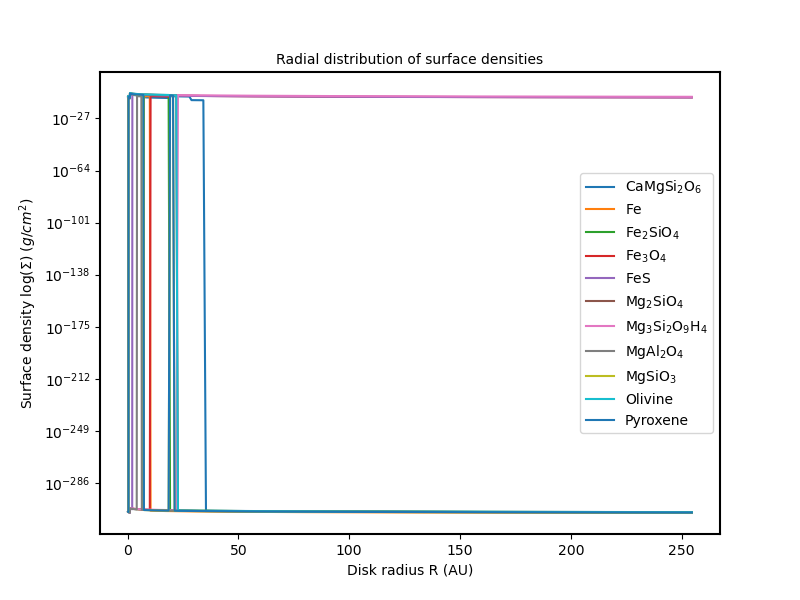 Radial distribution of surface densities
Surface density log(Σ) (g/cm²)
10⁻²⁷
10⁻⁶⁴
10⁻¹⁰¹
10⁻¹³⁸
10⁻¹⁷⁵
10⁻²¹²
10⁻²⁴⁹
10⁻²⁸⁶
CaMgSi₂O₆
Fe
Fe₂SiO₄
Fe₃O₄
FeS
Mg₂SiO₄
Mg₃Si₂O₉H₄
MgAl₂O₄
MgSiO₃
Olivine
Pyroxene
0 50 100 150 200 250
Disk radius R (AU)